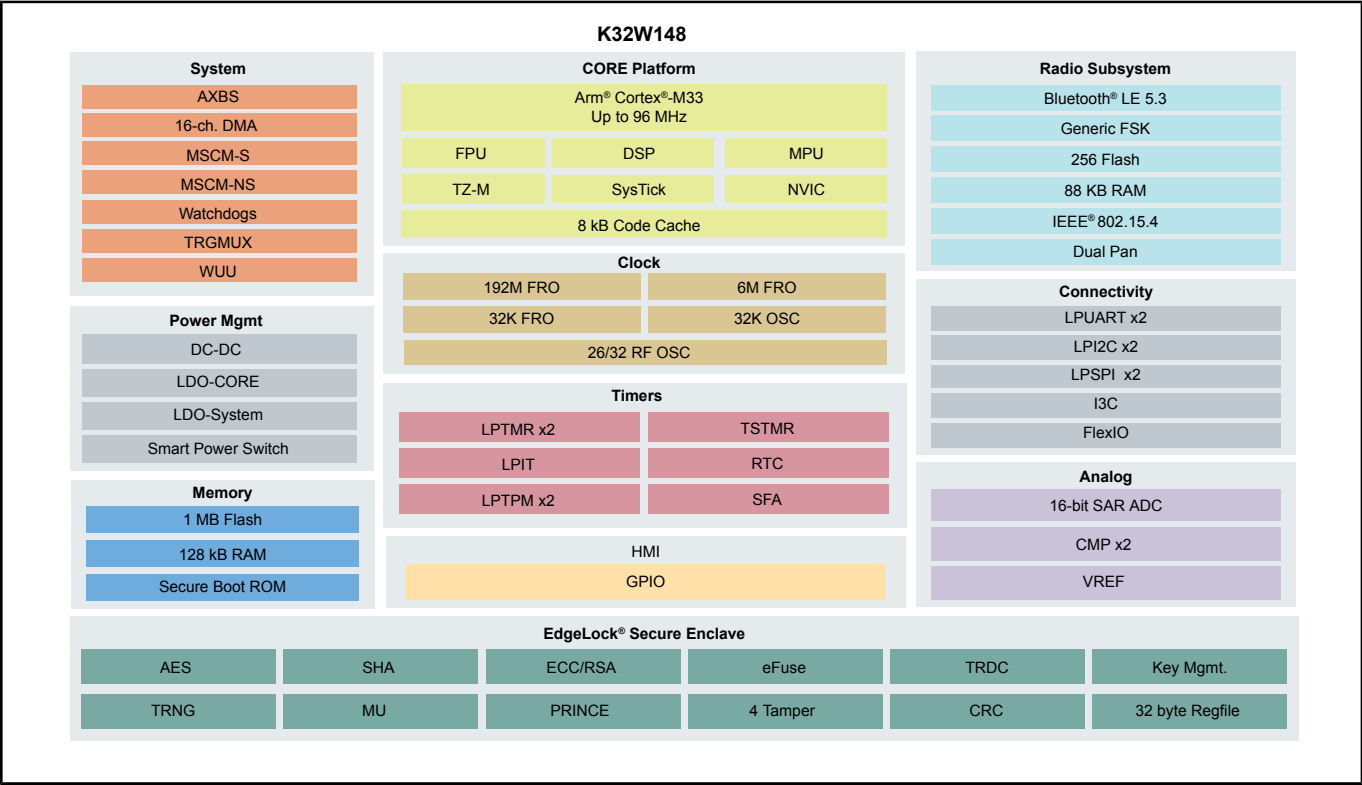 K32W148
System
AXBS
16-ch. DMA
MSCM-S
MSCM-NS
Watchdogs
TRGMUX
WUU
Power Mgmt
DC-DC
LDO-CORE
LDO-System
Smart Power Switch
Memory
1 MB Flash
128 kB RAM
Secure Boot ROM
CORE Platform
Arm® Cortex®-M33
Up to 96 MHz
FPU DSP MPU
TZ-M SysTick NVIC
8 kB Code Cache
Clock
192M FRO 6M FRO
32K FRO 32K OSC
26/32 RF OSC
Timers
LPTMR x2 TSTMR
LPIT RTC
LPTPM x2 SFA
HMI
GPIO
Radio Subsystem
Bluetooth® LE 5.3
Generic FSK
256 Flash
88 KB RAM
IEEE® 802.15.4
Dual Pan
Connectivity
LPUART x2
LPI2C x2
LPSPI x2
I3C
FlexIO
Analog
16-bit SAR ADC
CMP x2
VREF
EdgeLock® Secure Enclave
AES SHA ECC/RSA eFuse TRDC Key Mgmt.
TRNG MU PRINCE 4 Tamper CRC 32 byte Regfile